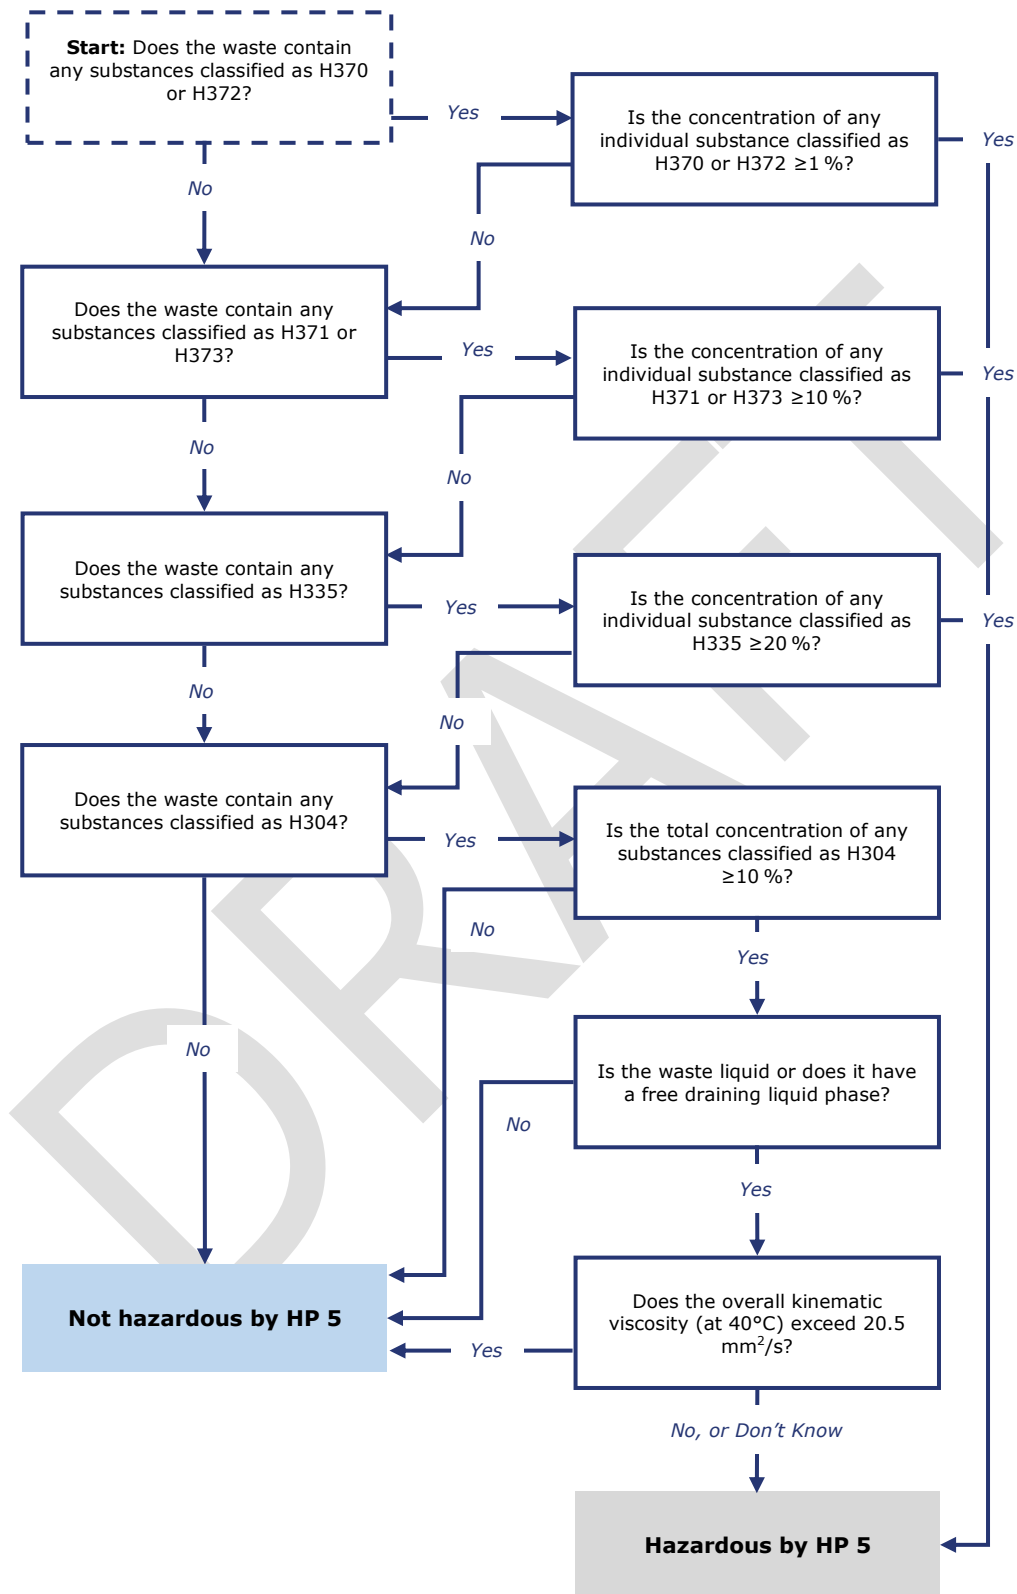 Start: Does the waste contain
any substances classified as H370
or H372?
Yes
Is the concentration of any
individual substance classified as
H370 or H372 ≥1 %?
Yes
No
No
Does the waste contain any
substances classified as H371 or
H373?
Yes
Is the concentration of any
individual substance classified as
H371 or H373 ≥10 %?
Yes
No
No
Does the waste contain any
substances classified as H335?
Yes
Is the concentration of any
individual substance classified as
H335 ≥20 %?
Yes
No
No
Does the waste contain any
substances classified as H304?
Yes
Is the total concentration of any
substances classified as H304
≥10 %?
No
Yes
No
Is the waste liquid or does it have
a free draining liquid phase?
No
Yes
Not hazardous by HP 5
Does the overall kinematic
viscosity (at 40°C) exceed 20.5
mm²/s?
Yes
No, or Don't Know
Hazardous by HP 5
DRAFT